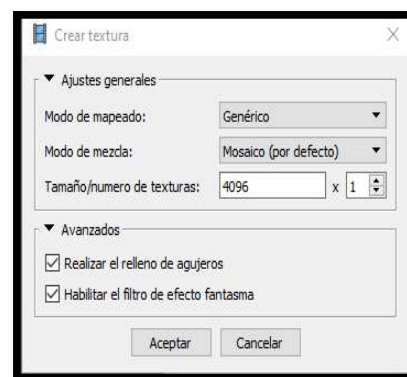 Crear textura
Ajustes generales
Modo de mapeado: Genérico
Modo de mezcla: Mosaico (por defecto)
Tamaño/numero de texturas: 4096 x 1
Avanzados
Realizar el relleno de agujeros
Habilitar el filtro de efecto fantasma
Aceptar Cancelar